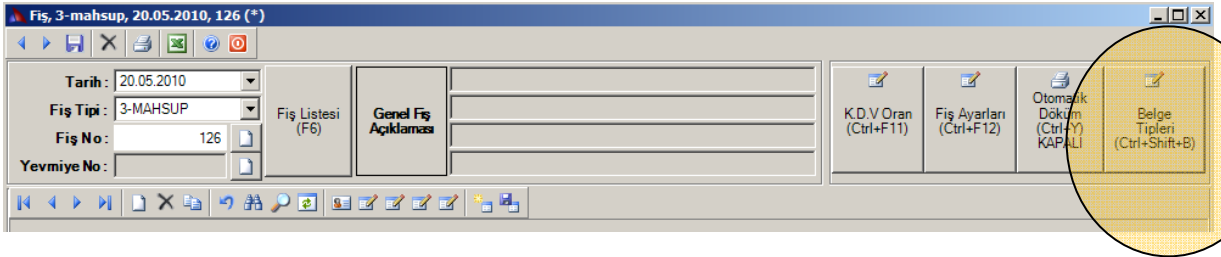 Fiş, 3-mahsup, 20.05.2010, 126 (*)
Tarih : 20.05.2010
Fiş Tipi : 3-MAHSUP
Fiş No : 126
Yevmiye No :
Fiş Listesi
(F6)
Genel Fiş
Açıklaması
K.D.V Oran
(Ctrl+F11)
Fiş Ayarları
(Ctrl+F12)
Otomatik
Döküm
(Ctrl+Y)
KAPALI
Belge
Tipleri
(Ctrl+Shift+B)